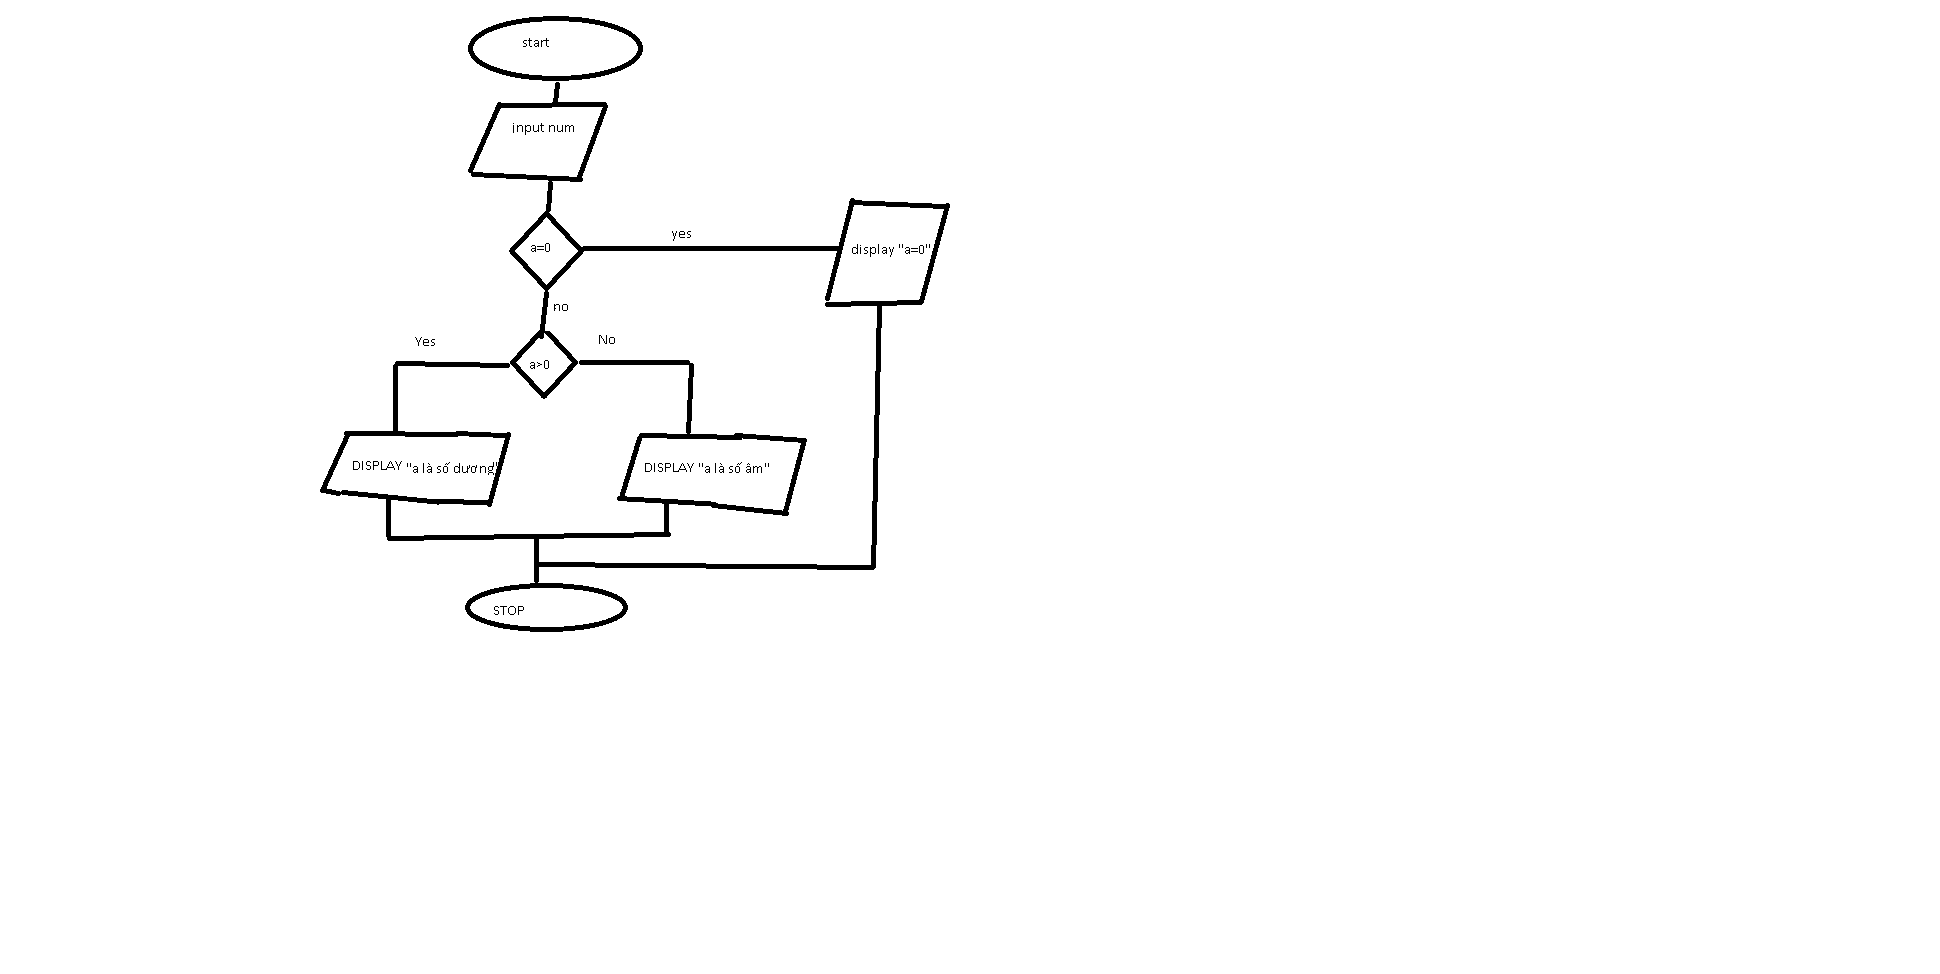 start
input num
a=0
yes
display "a=0"
no
Yes
No
a>0
DISPLAY "a là số dương"
DISPLAY "a là số âm"
STOP